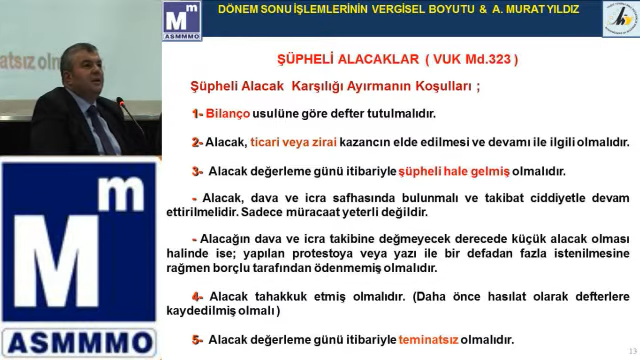 DÖNEM SONU İŞLEMLERİNİN VERGİSEL BOYUTU & A. MURAT YILDIZ
Mm
ASMMMO
ŞÜPHELİ ALACAKLAR ( VUK Md.323 )
Şüpheli Alacak Karşılığı Ayırmanın Koşulları ;
1- Bilanço usulüne göre defter tutulmalıdır.
2- Alacak, ticari veya zirai kazancın elde edilmesi ve devamı ile ilgili olmalıdır.
3- Alacak değerleme günü itibariyle şüpheli hale gelmiş olmalıdır.
- Alacak, dava ve icra safhasında bulunmalı ve takibat ciddiyetle devam
ettirilmelidir. Sadece müracaat yeterli değildir.
- Alacağın dava ve icra takibine değmeyecek derecede küçük alacak olması
halinde ise; yapılan protestoya veya yazı ile bir defadan fazla istenilmesine
rağmen borçlu tarafından ödenmemiş olmalıdır.
4- Alacak tahakkuk etmiş olmalıdır. (Daha önce hasılat olarak defterlere
kaydedilmiş olmalı )
5- Alacak değerleme günü itibariyle teminatsız olmalıdır.
13
natsız olm
Mm
ASMMMO